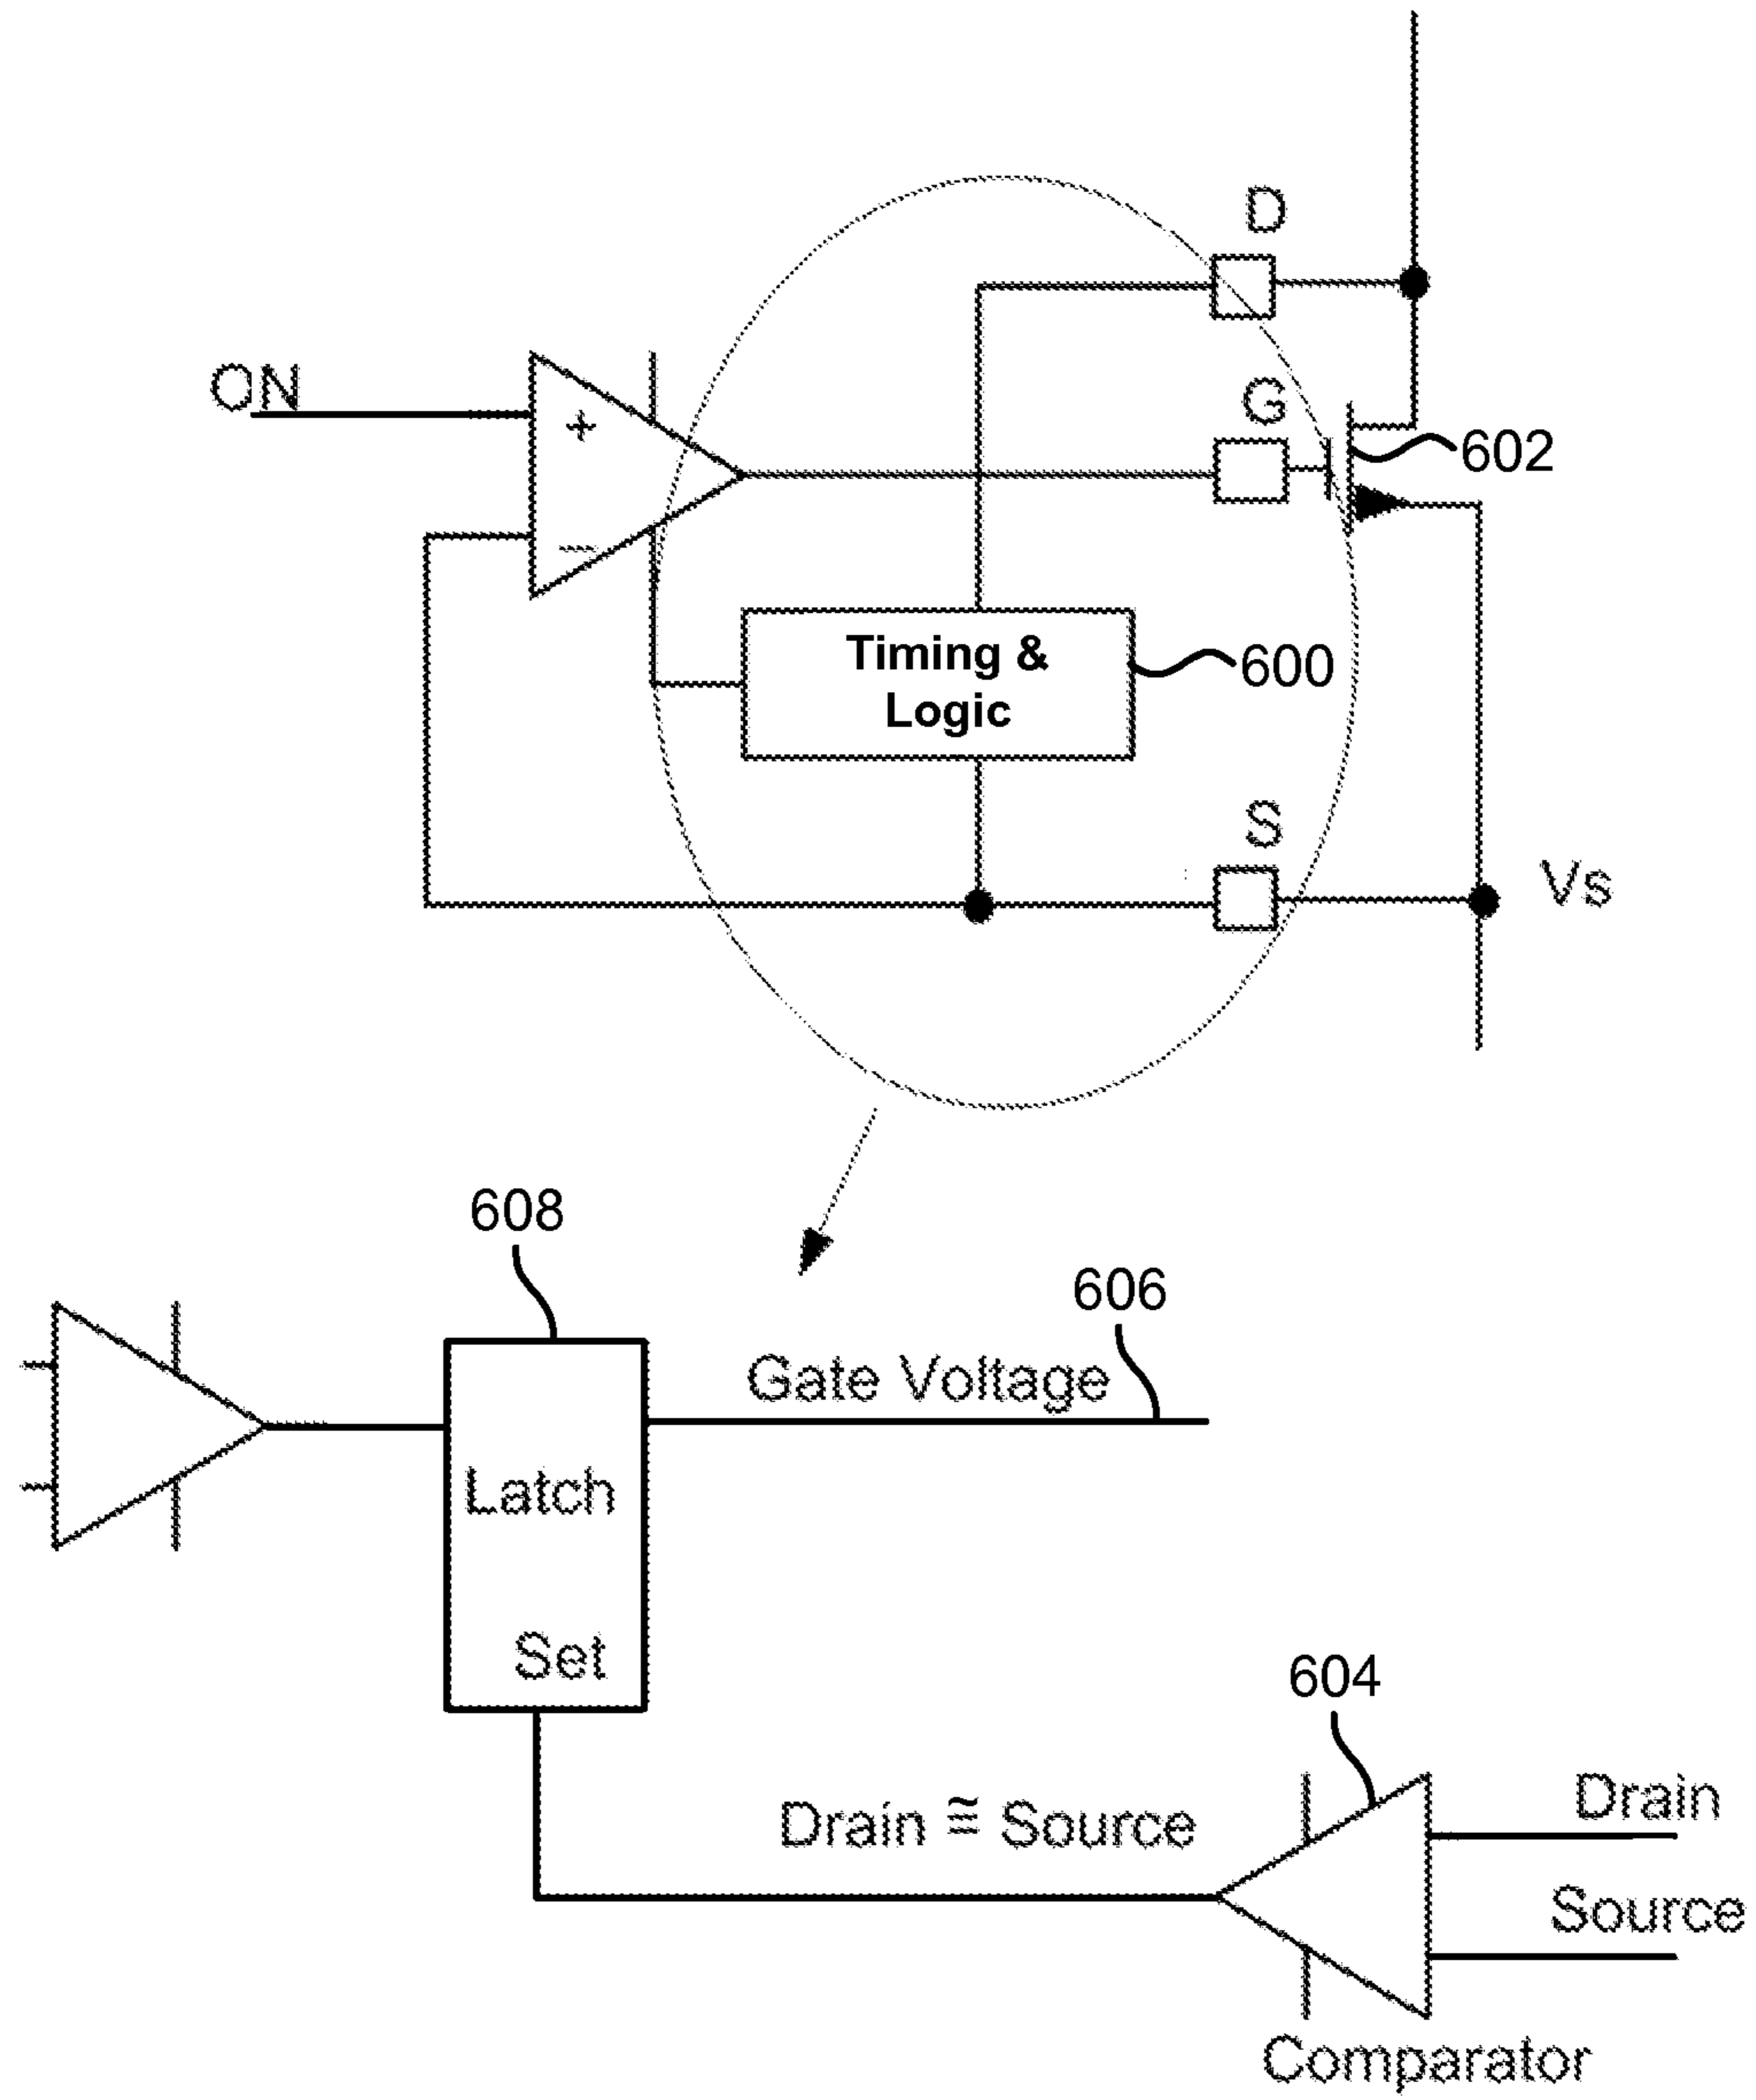 D
ON
G
+
602
−
Timing &
Logic
600
S
Vs
608
606
Gate Voltage
Latch
Set
604
Drain
Drain ≅ Source
Source
Comparator